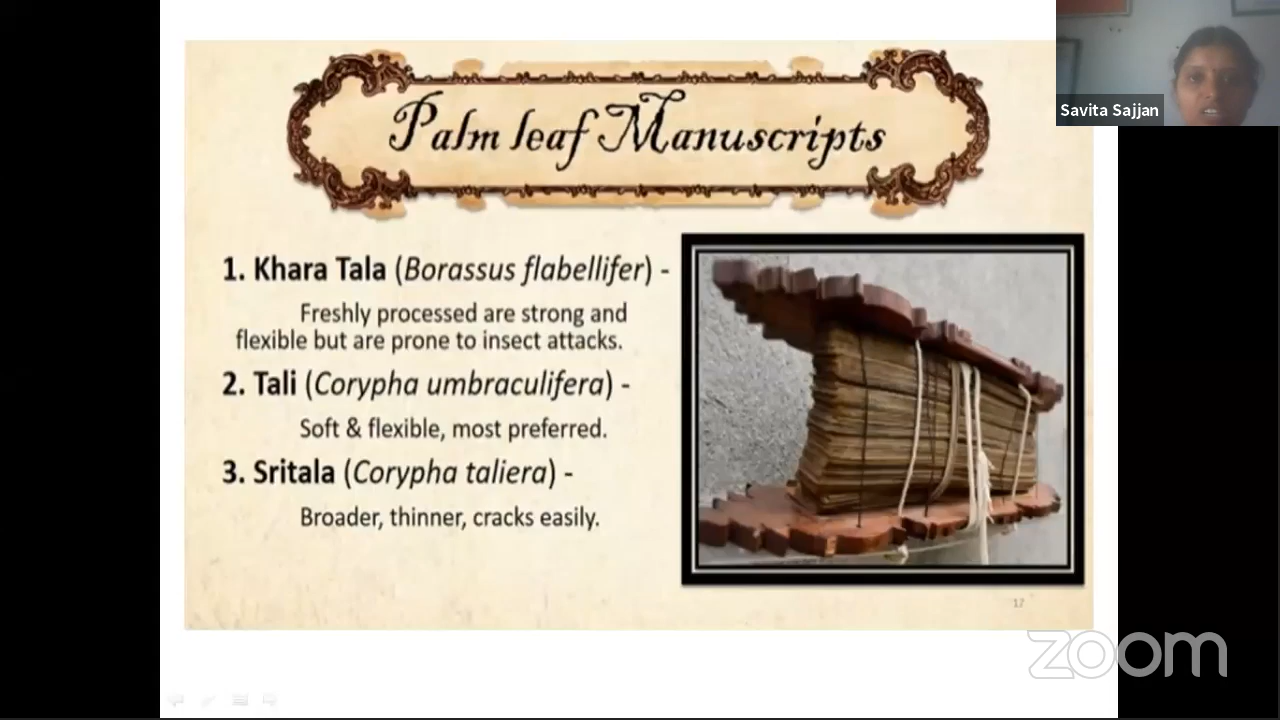 Palm leaf Manuscripts
Savita Sajjan
1. Khara Tala (Borassus flabellifer) -
Freshly processed are strong and
flexible but are prone to insect attacks.
2. Tali (Corypha umbraculifera) -
Soft & flexible, most preferred.
3. Sritala (Corypha taliera) -
Broader, thinner, cracks easily.
17
zoom